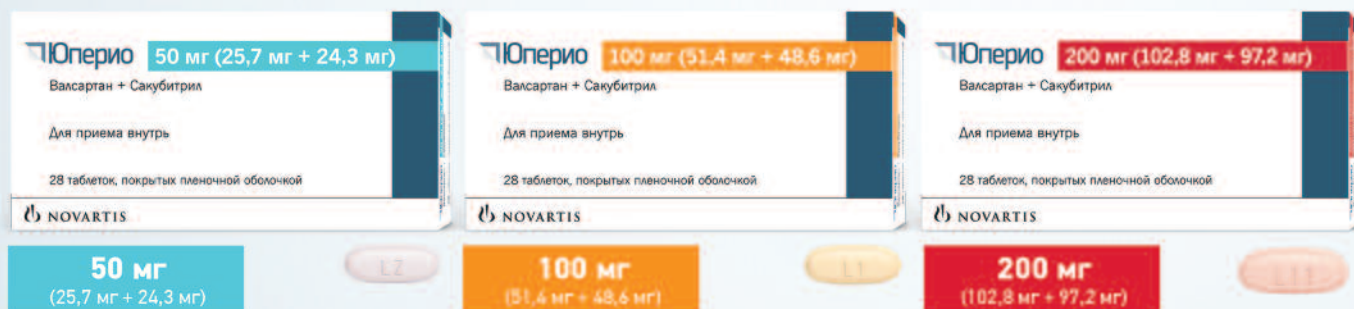 Юперио 50 мг (25,7 мг + 24,3 мг)
Валсартан + Сакубитрил
Для приема внутрь
28 таблеток, покрытых пленочной оболочкой
NOVARTIS
50 мг
(25,7 мг + 24,3 мг)
LZ
Юперио 100 мг (51,4 мг + 48,6 мг)
Валсартан + Сакубитрил
Для приема внутрь
28 таблеток, покрытых пленочной оболочкой
NOVARTIS
100 мг
(51,4 мг + 48,6 мг)
L1
Юперио 200 мг (102,8 мг + 97,2 мг)
Валсартан + Сакубитрил
Для приема внутрь
28 таблеток, покрытых пленочной оболочкой
NOVARTIS
200 мг
(102,8 мг + 97,2 мг)
L11